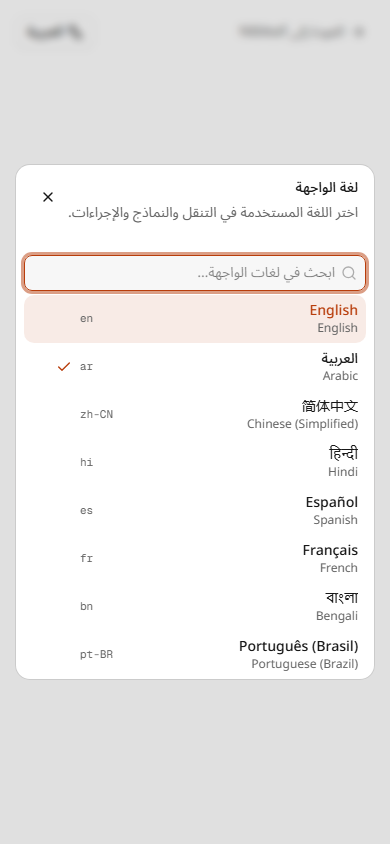 لغة الواجهة
اختر اللغة المستخدمة في التنقل والنماذج والإجراءات.
ابحث في لغات الواجهة...
English
English
en
العربية
Arabic
ar
简体中文
Chinese (Simplified)
zh-CN
हिन्दी
Hindi
hi
Español
Spanish
es
Français
French
fr
বাংলা
Bengali
bn
Português (Brasil)
Portuguese (Brazil)
pt-BR